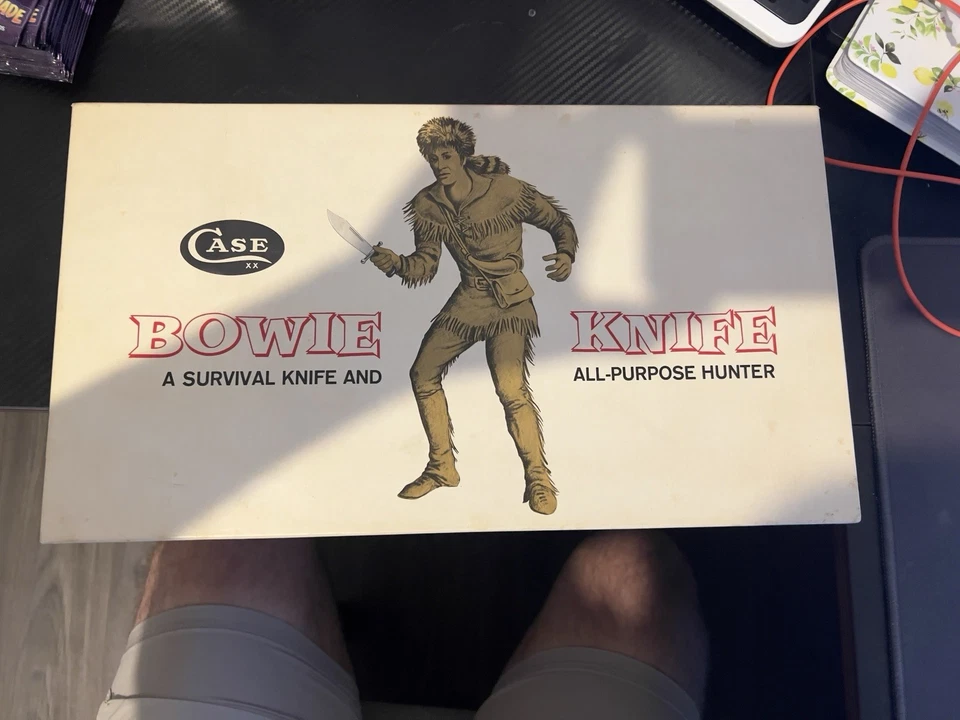 CASE
XX
BOWIE KNIFE
A SURVIVAL KNIFE AND ALL-PURPOSE HUNTER